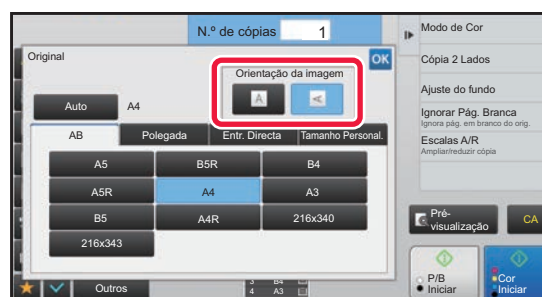 N.º de cópias 1
Original
OK
Orientação da imagem
A A
Auto A4
AB Polegada Entr. Directa Tamanho Personal.
A5 B5R B4
A5R A4 A3
B5 A4R 216x340
216x343
Outros
3 B4
4 A3
Modo de Cor
Cópia 2 Lados
Ajuste do fundo
Ignorar Pág. Branca
Ignora pág. em branco do orig.
Escalas A/R
Ampliar/reduzir cópia
Pré-
visualização
CA
P/B
Iniciar
Cor
Iniciar